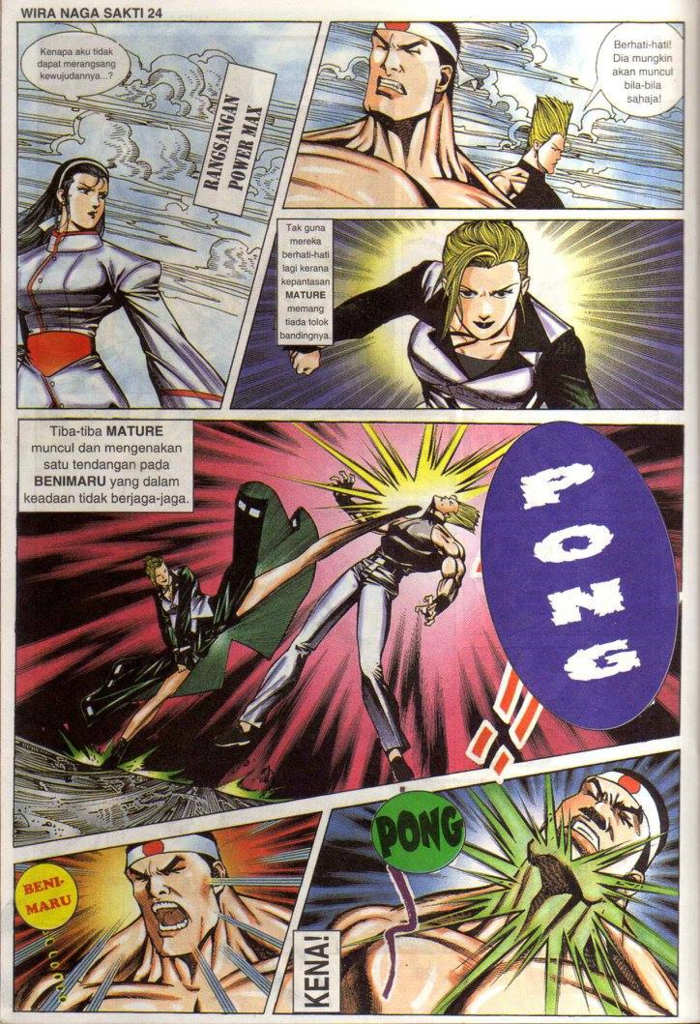 WIRA NAGA SAKTI 24
Kenapa aku tidak
dapat merangsang
kewujudannya...?
RANGSANGAN
POWER MAX
Berhati-hati!
Dia mungkin
akan muncul
bila-bila
sahaja!
Tak guna
mereka
berhati-hati
lagi kerana
kepantasan
MATURE
memang
tiada tolok
bandingnya.
Tiba-tiba MATURE
muncul dan mengenakan
satu tendangan pada
BENIMARU yang dalam
keadaan tidak berjaga-jaga.
PONG
!!
BENI-
MARU
PONG
KENA!